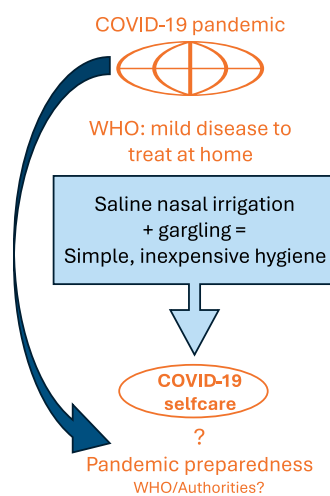 COVID-19 pandemic
WHO: mild disease to
treat at home
Saline nasal irrigation
+ gargling =
Simple, inexpensive hygiene
COVID-19
selfcare
?
Pandemic preparedness
WHO/Authorities?